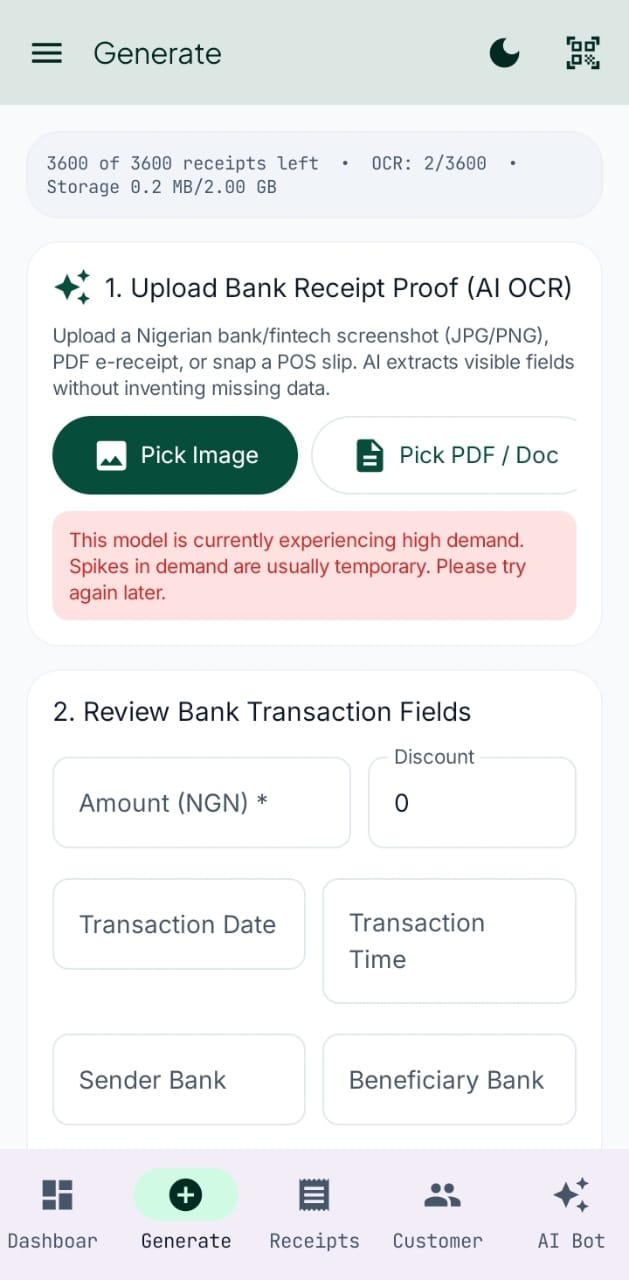 Generate
3600 of 3600 receipts left • OCR: 2/3600 •
Storage 0.2 MB/2.00 GB
1. Upload Bank Receipt Proof (AI OCR)
Upload a Nigerian bank/fintech screenshot (JPG/PNG),
PDF e-receipt, or snap a POS slip. AI extracts visible fields
without inventing missing data.
Pick Image
Pick PDF / Doc
This model is currently experiencing high demand.
Spikes in demand are usually temporary. Please try
again later.
2. Review Bank Transaction Fields
Amount (NGN) *
Discount
0
Transaction Date
Transaction
Time
Sender Bank
Beneficiary Bank
Dashboar
Generate
Receipts
Customer
AI Bot